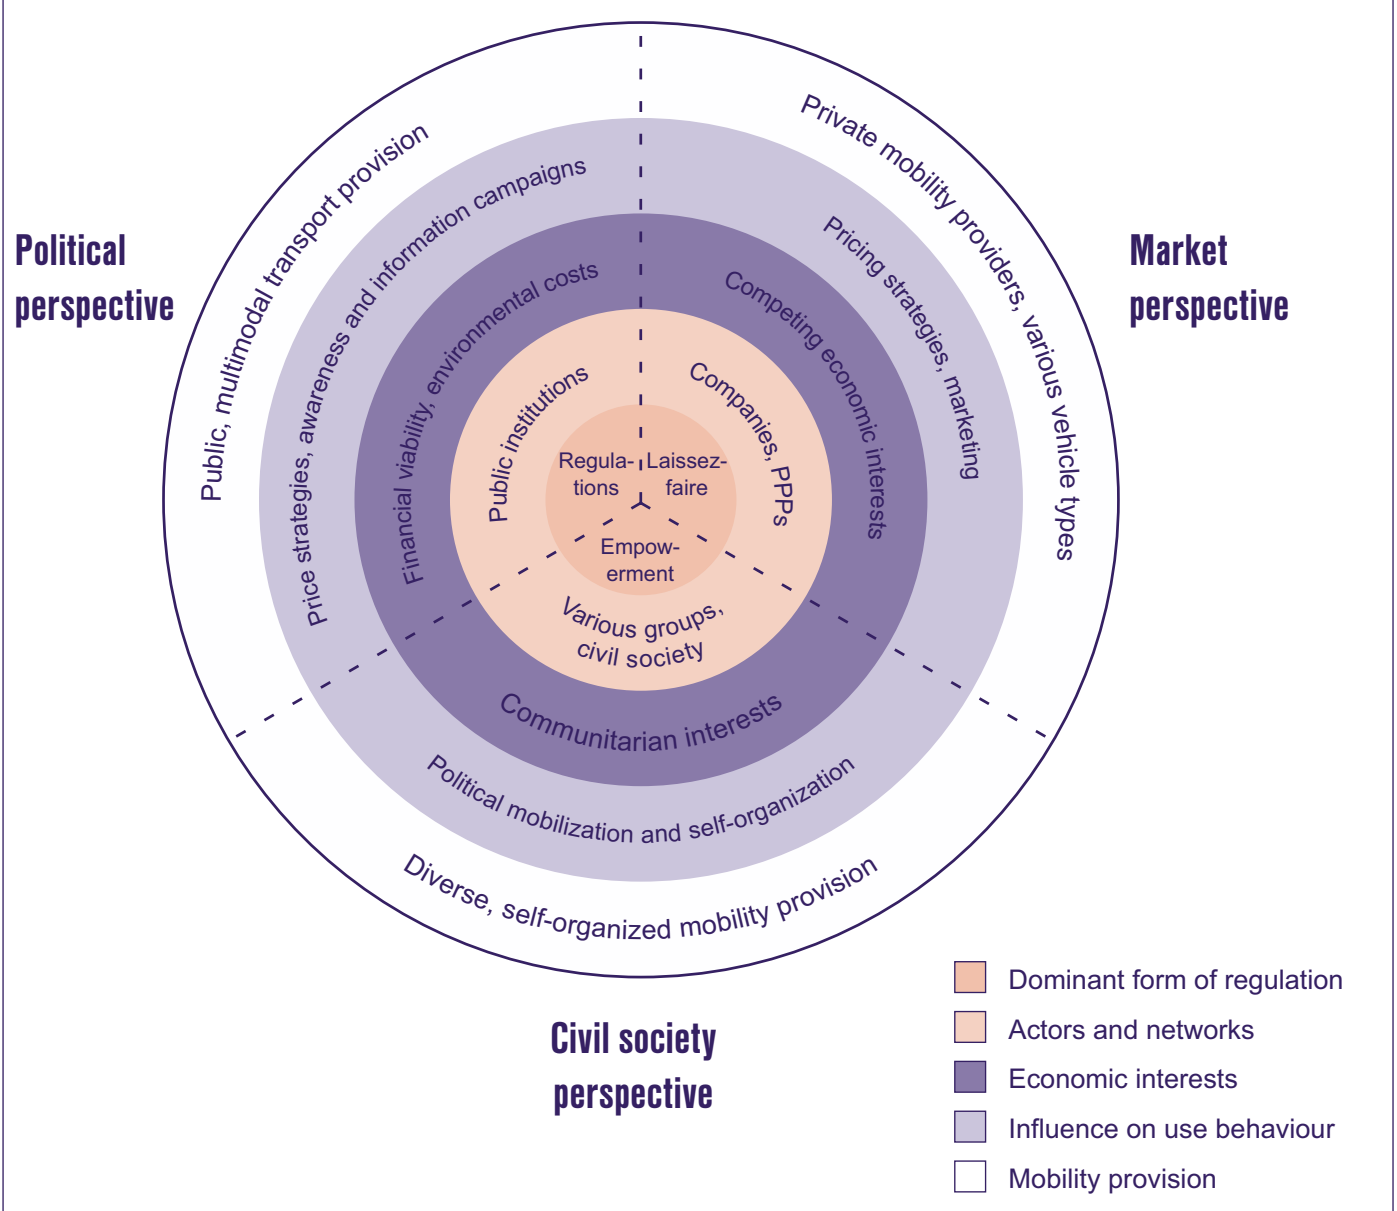 Political
perspective
Market
perspective
Public, multimodal transport provision
Price strategies, awareness and information campaigns
Financial viability, environmental costs
Public institutions
Regula-
tions
Private mobility providers, various vehicle types
Pricing strategies, marketing
Competing economic interests
Companies, PPPs
Laissez-
faire
Empow-
erment
Various groups,
civil society
Communitarian interests
Political mobilization and self-organization
Diverse, self-organized mobility provision
Civil society
perspective
Dominant form of regulation
Actors and networks
Economic interests
Influence on use behaviour
Mobility provision